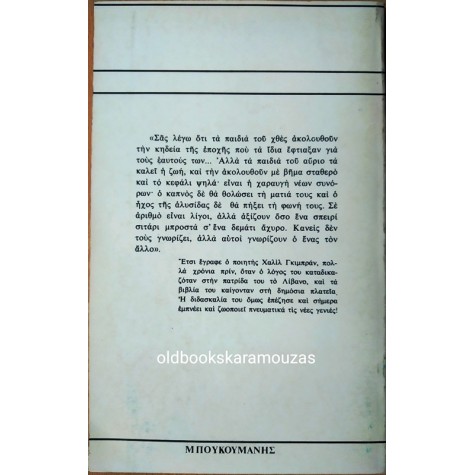 «Σᾶς λέγω ὅτι τὰ παιδιὰ τοῦ χθὲς ἀκολουθοῦν
τὴν κηδεία τῆς ἐποχῆς ποὺ τὰ ἴδια ἔφτιαξαν γιὰ
τοὺς ἑαυτούς των... Ἀλλὰ τὰ παιδιὰ τοῦ αὔριο τὰ
καλεῖ ἡ ζωή, καὶ τὴν ἀκολουθοῦν μὲ βῆμα σταθερὸ
καὶ τὸ κεφάλι ψηλά· εἶναι ἡ χαραυγὴ νέων συνό-
ρων· ὁ καπνὸς δὲ θὰ θολώσει τὴ ματιά τους καὶ ὁ
ἦχος τῆς ἁλυσίδας δὲ θὰ πήξει τὴ φωνή τους. Σὲ
ἀριθμὸ εἶναι λίγοι, ἀλλὰ ἀξίζουν ὅσο ἕνα σπειρὶ
σιτάρι μπροστὰ σ' ἕνα δεμάτι ἄχυρο. Κανεὶς δὲν
τοὺς γνωρίζει, ἀλλὰ αὐτοὶ γνωρίζουν ὁ ἕνας τὸν
ἄλλο».
Ἔτσι ἔγραφε ὁ ποιητὴς Χαλὶλ Γκιμπράν, πολ-
λὰ χρόνια πρίν, ὅταν ὁ λόγος του καταδικα-
ζόταν στὴν πατρίδα του τὸ Λίβανο, καὶ τὰ
βιβλία του καίγονταν στὴ δημόσια πλατεῖα.
Ἡ διδασκαλία του ὅμως ἐπέζησε καὶ σήμερα
ἐμπνέει καὶ ζωοποιεῖ πνευματικὰ τὶς νέες γενιές!
oldbookskaramouzas
ΜΠΟΥΚΟΥΜΑΝΗΣ